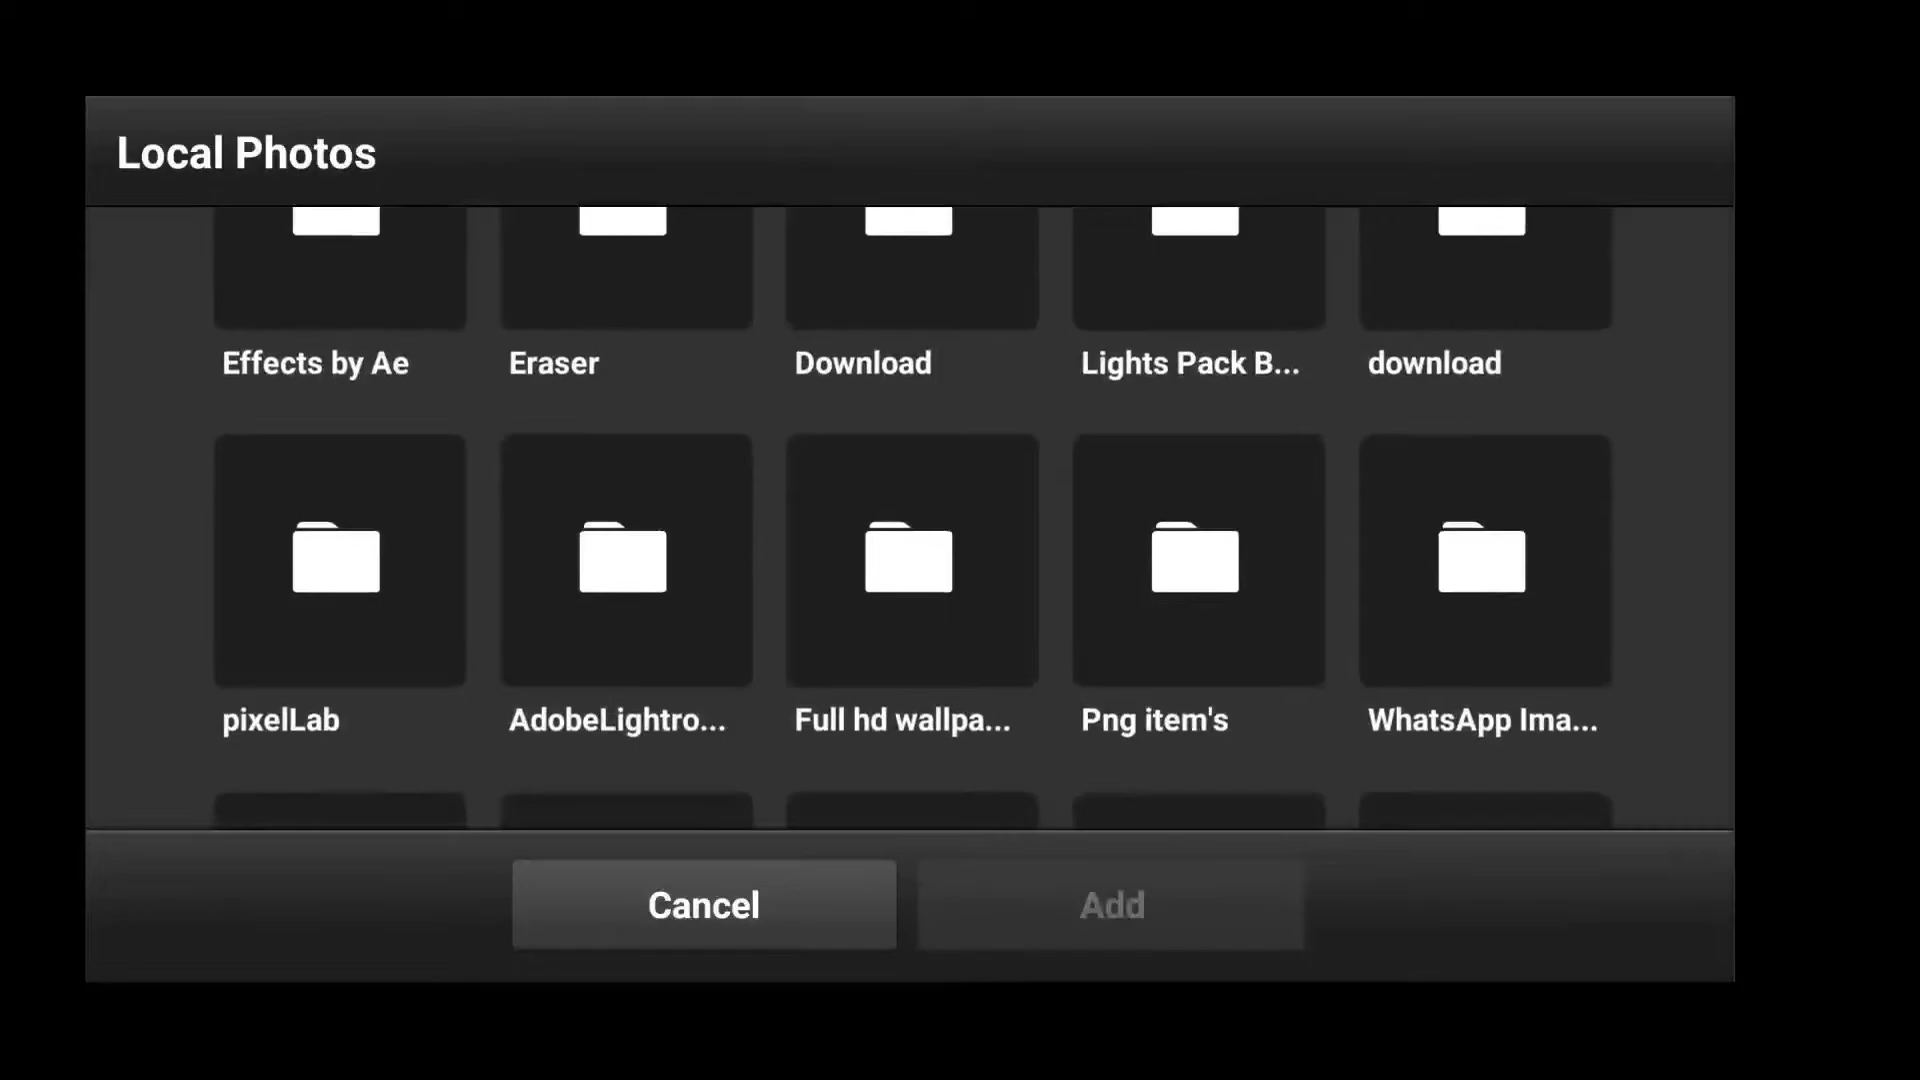 Local Photos
Effects by Ae
Eraser
Download
Lights Pack B...
download
pixelLab
AdobeLightro...
Full hd wallpa...
Png item's
WhatsApp Ima...
Cancel
Add